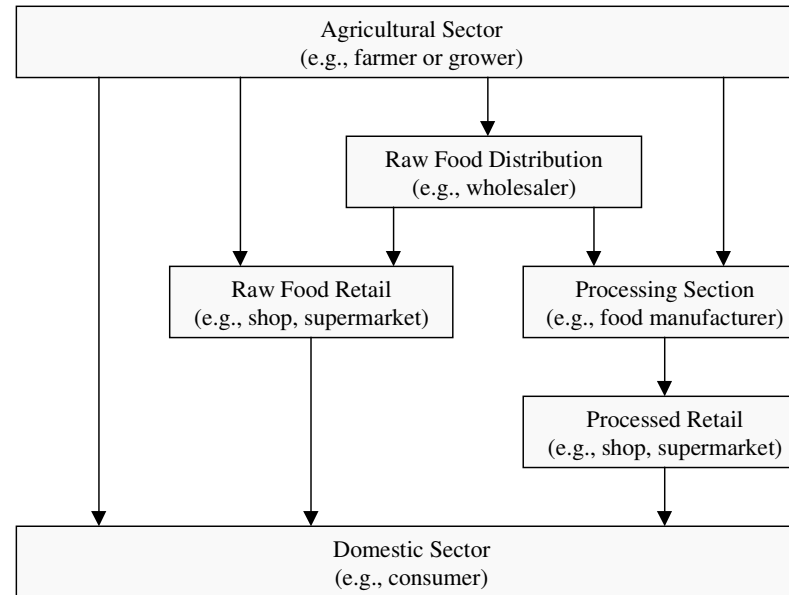 Agricultural Sector
(e.g., farmer or grower)
Raw Food Distribution
(e.g., wholesaler)
Raw Food Retail
(e.g., shop, supermarket)
Processing Section
(e.g., food manufacturer)
Processed Retail
(e.g., shop, supermarket)
Domestic Sector
(e.g., consumer)